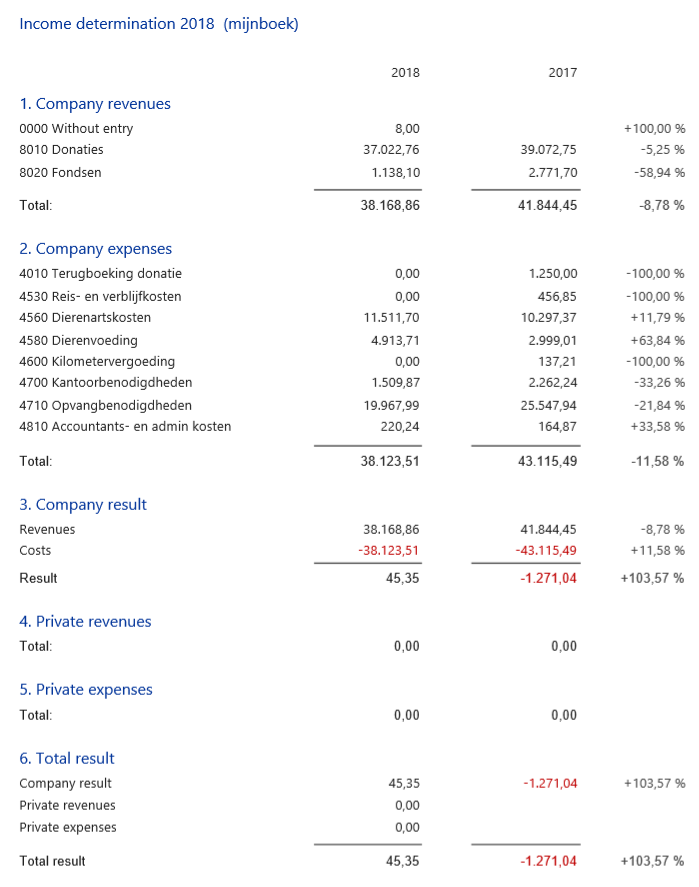 Income determination 2018 (mijnboek)
2018 2017
1. Company revenues
0000 Without entry 8,00 +100,00 %
8010 Donaties 37.022,76 39.072,75 -5,25 %
8020 Fondsen 1.138,10 2.771,70 -58,94 %
Total: 38.168,86 41.844,45 -8,78 %
2. Company expenses
4010 Terugboeking donatie 0,00 1.250,00 -100,00 %
4530 Reis- en verblijfkosten 0,00 456,85 -100,00 %
4560 Dierenartskosten 11.511,70 10.297,37 +11,79 %
4580 Dierenvoeding 4.913,71 2.999,01 +63,84 %
4600 Kilometervergoeding 0,00 137,21 -100,00 %
4700 Kantoorbenodigdheden 1.509,87 2.262,24 -33,26 %
4710 Opvangbenodigdheden 19.967,99 25.547,94 -21,84 %
4810 Accountants- en admin kosten 220,24 164,87 +33,58 %
Total: 38.123,51 43.115,49 -11,58 %
3. Company result
Revenues 38.168,86 41.844,45 -8,78 %
Costs -38.123,51 -43.115,49 +11,58 %
Result 45,35 -1.271,04 +103,57 %
4. Private revenues
Total: 0,00 0,00
5. Private expenses
Total: 0,00 0,00
6. Total result
Company result 45,35 -1.271,04 +103,57 %
Private revenues 0,00
Private expenses 0,00
Total result 45,35 -1.271,04 +103,57 %